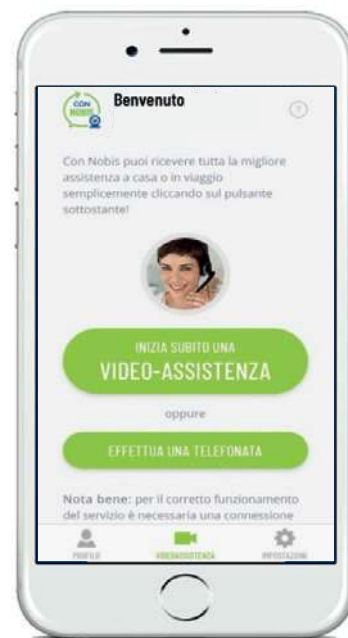 CON
NOBIS
Benvenuto
?
Con Nobis puoi ricevere tutta la migliore
assistenza a casa o in viaggio
semplicemente cliccando sul pulsante
sottostante!
INIZIA SUBITO UNA
VIDEO-ASSISTENZA
oppure
EFFETTUA UNA TELEFONATA
Nota bene: per il corretto funzionamento
del servizio è necessaria una connessione
PROFILO
VIDEOASSISTENZA
IMPOSTAZIONI